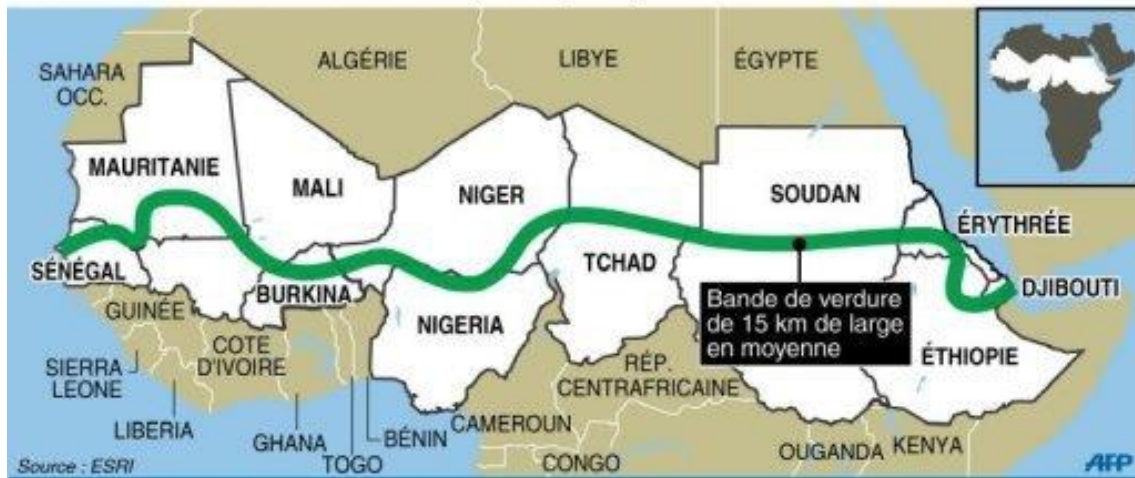 ALGÉRIE
LIBYE
ÉGYPTE
SAHARA
OCC.
MAURITANIE
MALI
NIGER
SOUDAN
ÉRYTHRÉE
TCHAD
SÉNÉGAL
BURKINA
DJIBOUTI
Bande de verdure
de 15 km de large
en moyenne
GUINÉE
NIGERIA
COTE
D'IVOIRE
ÉTHIOPIE
SIERRA
LEONE
RÉP.
CENTRAFRICAINE
LIBERIA
GHANA
TOGO
BÉNIN
CAMEROUN
CONGO
OUGANDA
KENYA
Source : ESRI
AFP